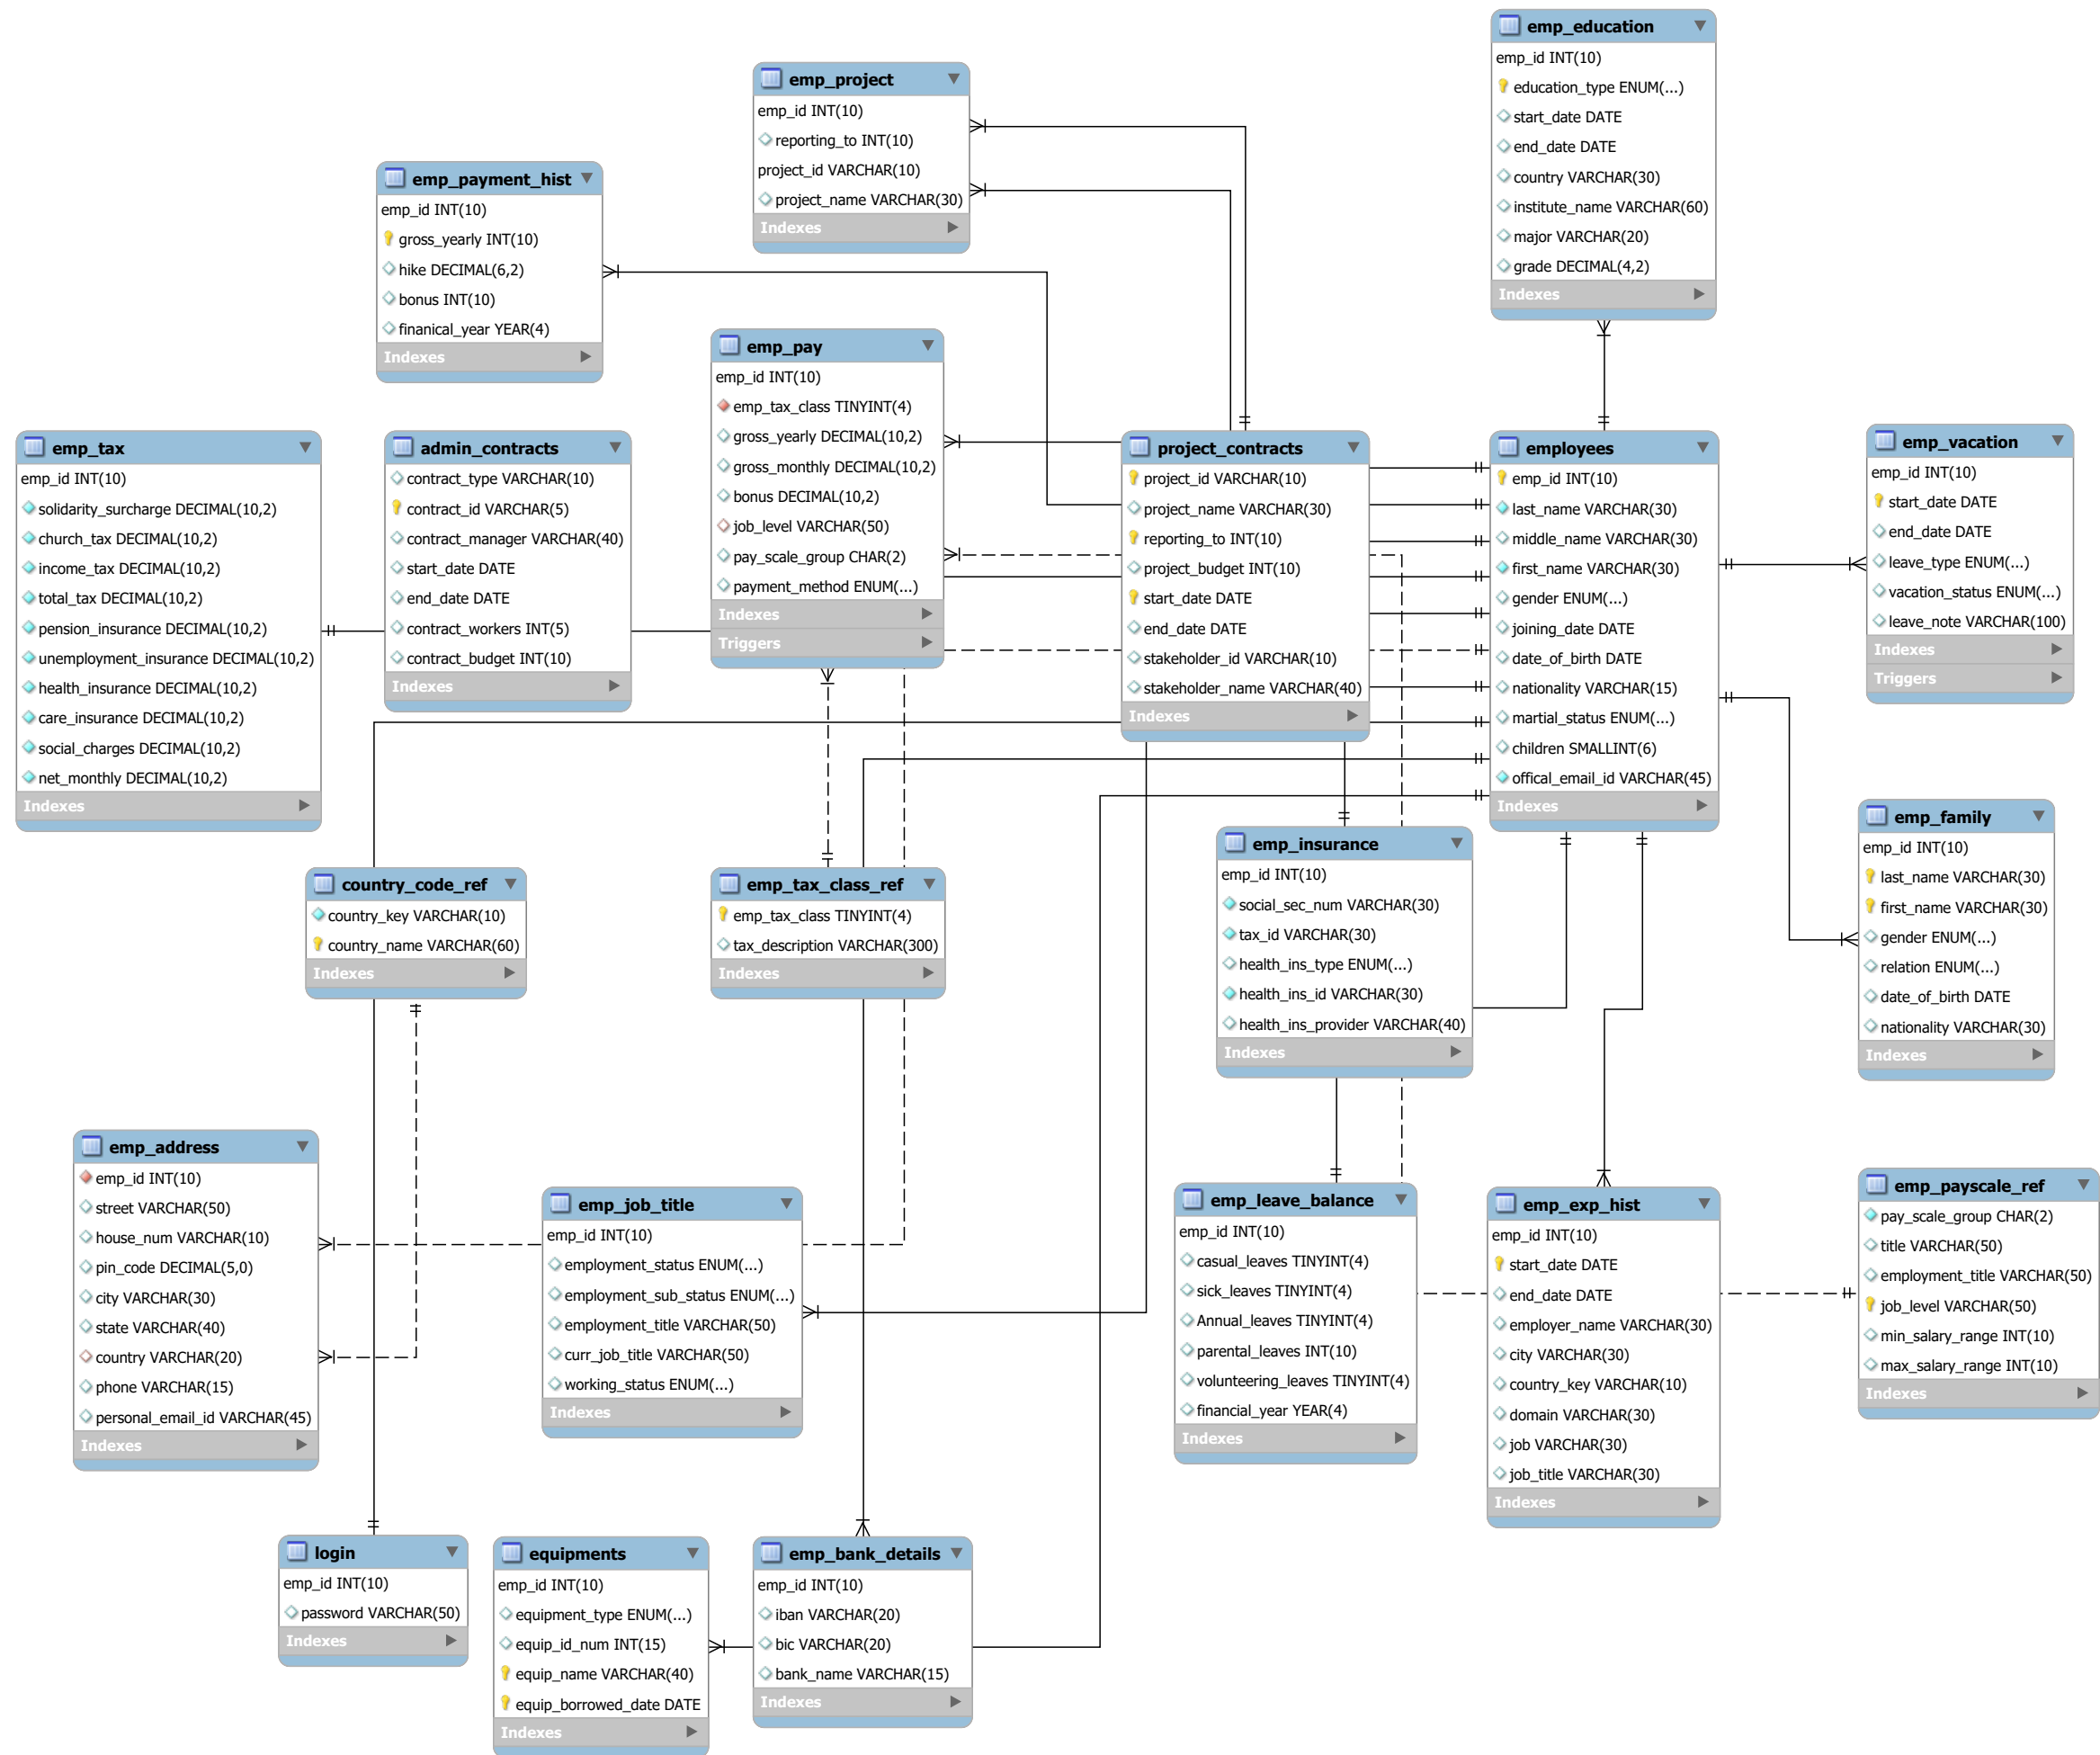 emp_education
emp_id INT(10)
education_type ENUM(...)
start_date DATE
end_date DATE
country VARCHAR(30)
institute_name VARCHAR(60)
major VARCHAR(20)
grade DECIMAL(4,2)
Indexes
emp_project
emp_id INT(10)
reporting_to INT(10)
project_id VARCHAR(10)
project_name VARCHAR(30)
Indexes
emp_payment_hist
emp_id INT(10)
gross_yearly INT(10)
hike DECIMAL(6,2)
bonus INT(10)
finanical_year YEAR(4)
Indexes
emp_pay
emp_id INT(10)
emp_tax_class TINYINT(4)
gross_yearly DECIMAL(10,2)
gross_monthly DECIMAL(10,2)
bonus DECIMAL(10,2)
job_level VARCHAR(50)
pay_scale_group CHAR(2)
payment_method ENUM(...)
Indexes
Triggers
emp_tax
emp_id INT(10)
solidarity_surcharge DECIMAL(10,2)
church_tax DECIMAL(10,2)
income_tax DECIMAL(10,2)
total_tax DECIMAL(10,2)
pension_insurance DECIMAL(10,2)
unemployment_insurance DECIMAL(10,2)
health_insurance DECIMAL(10,2)
care_insurance DECIMAL(10,2)
social_charges DECIMAL(10,2)
net_monthly DECIMAL(10,2)
Indexes
admin_contracts
contract_type VARCHAR(10)
contract_id VARCHAR(5)
contract_manager VARCHAR(40)
start_date DATE
end_date DATE
contract_workers INT(5)
contract_budget INT(10)
Indexes
project_contracts
project_id VARCHAR(10)
project_name VARCHAR(30)
reporting_to INT(10)
project_budget INT(10)
start_date DATE
end_date DATE
stakeholder_id VARCHAR(10)
stakeholder_name VARCHAR(40)
Indexes
employees
emp_id INT(10)
last_name VARCHAR(30)
middle_name VARCHAR(30)
first_name VARCHAR(30)
gender ENUM(...)
joining_date DATE
date_of_birth DATE
nationality VARCHAR(15)
martial_status ENUM(...)
children SMALLINT(6)
offical_email_id VARCHAR(45)
Indexes
emp_vacation
emp_id INT(10)
start_date DATE
end_date DATE
leave_type ENUM(...)
vacation_status ENUM(...)
leave_note VARCHAR(100)
Indexes
Triggers
emp_family
emp_id INT(10)
last_name VARCHAR(30)
first_name VARCHAR(30)
gender ENUM(...)
relation ENUM(...)
date_of_birth DATE
nationality VARCHAR(30)
Indexes
country_code_ref
country_key VARCHAR(10)
country_name VARCHAR(60)
Indexes
emp_tax_class_ref
emp_tax_class TINYINT(4)
tax_description VARCHAR(300)
Indexes
emp_insurance
emp_id INT(10)
social_sec_num VARCHAR(30)
tax_id VARCHAR(30)
health_ins_type ENUM(...)
health_ins_id VARCHAR(30)
health_ins_provider VARCHAR(40)
Indexes
emp_address
emp_id INT(10)
street VARCHAR(50)
house_num VARCHAR(10)
pin_code DECIMAL(5,0)
city VARCHAR(30)
state VARCHAR(40)
country VARCHAR(20)
phone VARCHAR(15)
personal_email_id VARCHAR(45)
Indexes
emp_job_title
emp_id INT(10)
employment_status ENUM(...)
employment_sub_status ENUM(...)
employment_title VARCHAR(50)
curr_job_title VARCHAR(50)
working_status ENUM(...)
Indexes
emp_leave_balance
emp_id INT(10)
casual_leaves TINYINT(4)
sick_leaves TINYINT(4)
Annual_leaves TINYINT(4)
parental_leaves INT(10)
volunteering_leaves TINYINT(4)
financial_year YEAR(4)
Indexes
emp_exp_hist
emp_id INT(10)
start_date DATE
end_date DATE
employer_name VARCHAR(30)
city VARCHAR(30)
country_key VARCHAR(10)
domain VARCHAR(30)
job VARCHAR(30)
job_title VARCHAR(30)
Indexes
emp_payscale_ref
pay_scale_group CHAR(2)
title VARCHAR(50)
employment_title VARCHAR(50)
job_level VARCHAR(50)
min_salary_range INT(10)
max_salary_range INT(10)
Indexes
login
emp_id INT(10)
password VARCHAR(50)
Indexes
equipments
emp_id INT(10)
equipment_type ENUM(...)
equip_id_num INT(15)
equip_name VARCHAR(40)
equip_borrowed_date DATE
Indexes
emp_bank_details
emp_id INT(10)
iban VARCHAR(20)
bic VARCHAR(20)
bank_name VARCHAR(15)
Indexes